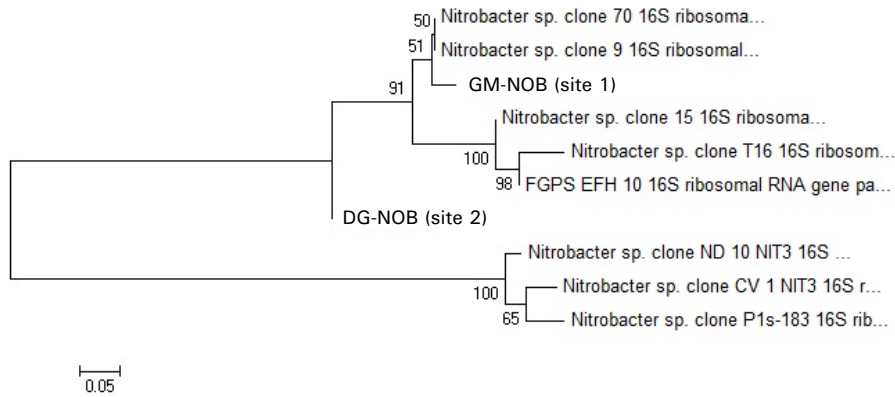 50 Nitrobacter sp. clone 70 16S ribosoma...
51 Nitrobacter sp. clone 9 16S ribosomal...
GM-NOB (site 1)
91
Nitrobacter sp. clone 15 16S ribosoma...
100 Nitrobacter sp. clone T16 16S ribosom...
98 FGPS EFH 10 16S ribosomal RNA gene pa...
DG-NOB (site 2)
Nitrobacter sp. clone ND 10 NIT3 16S ...
100 Nitrobacter sp. clone CV 1 NIT3 16S r...
65 Nitrobacter sp. clone P1s-183 16S rib...
0.05